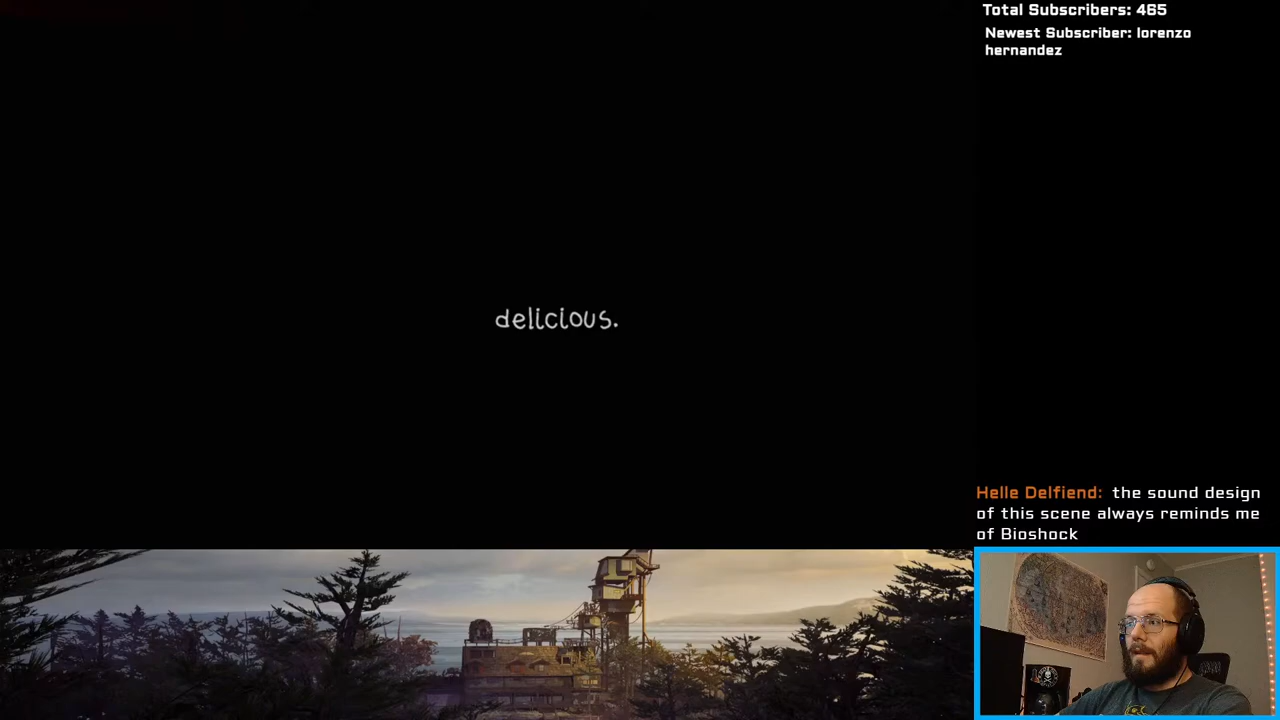 Total Subscribers: 465
Newest Subscriber: lorenzo
hernandez
delicious.
Helle Delfiend: the sound design
of this scene always reminds me
of Bioshock